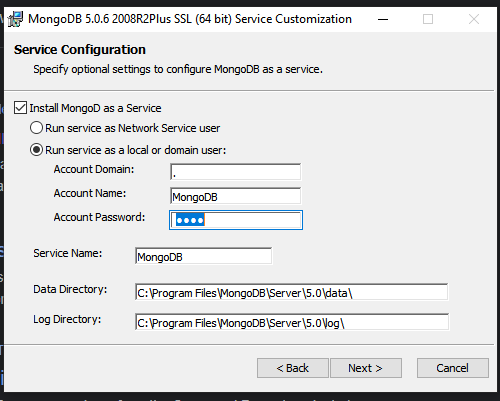 MongoDB 5.0.6 2008R2Plus SSL (64 bit) Service Customization
Service Configuration
Specify optional settings to configure MongoDB as a service.
Install MongoD as a Service
Run service as Network Service user
Run service as a local or domain user:
Account Domain: .
Account Name: MongoDB
Account Password: ••••
Service Name: MongoDB
Data Directory: C:\Program Files\MongoDB\Server\5.0\data\
Log Directory: C:\Program Files\MongoDB\Server\5.0\log\
< Back Next > Cancel